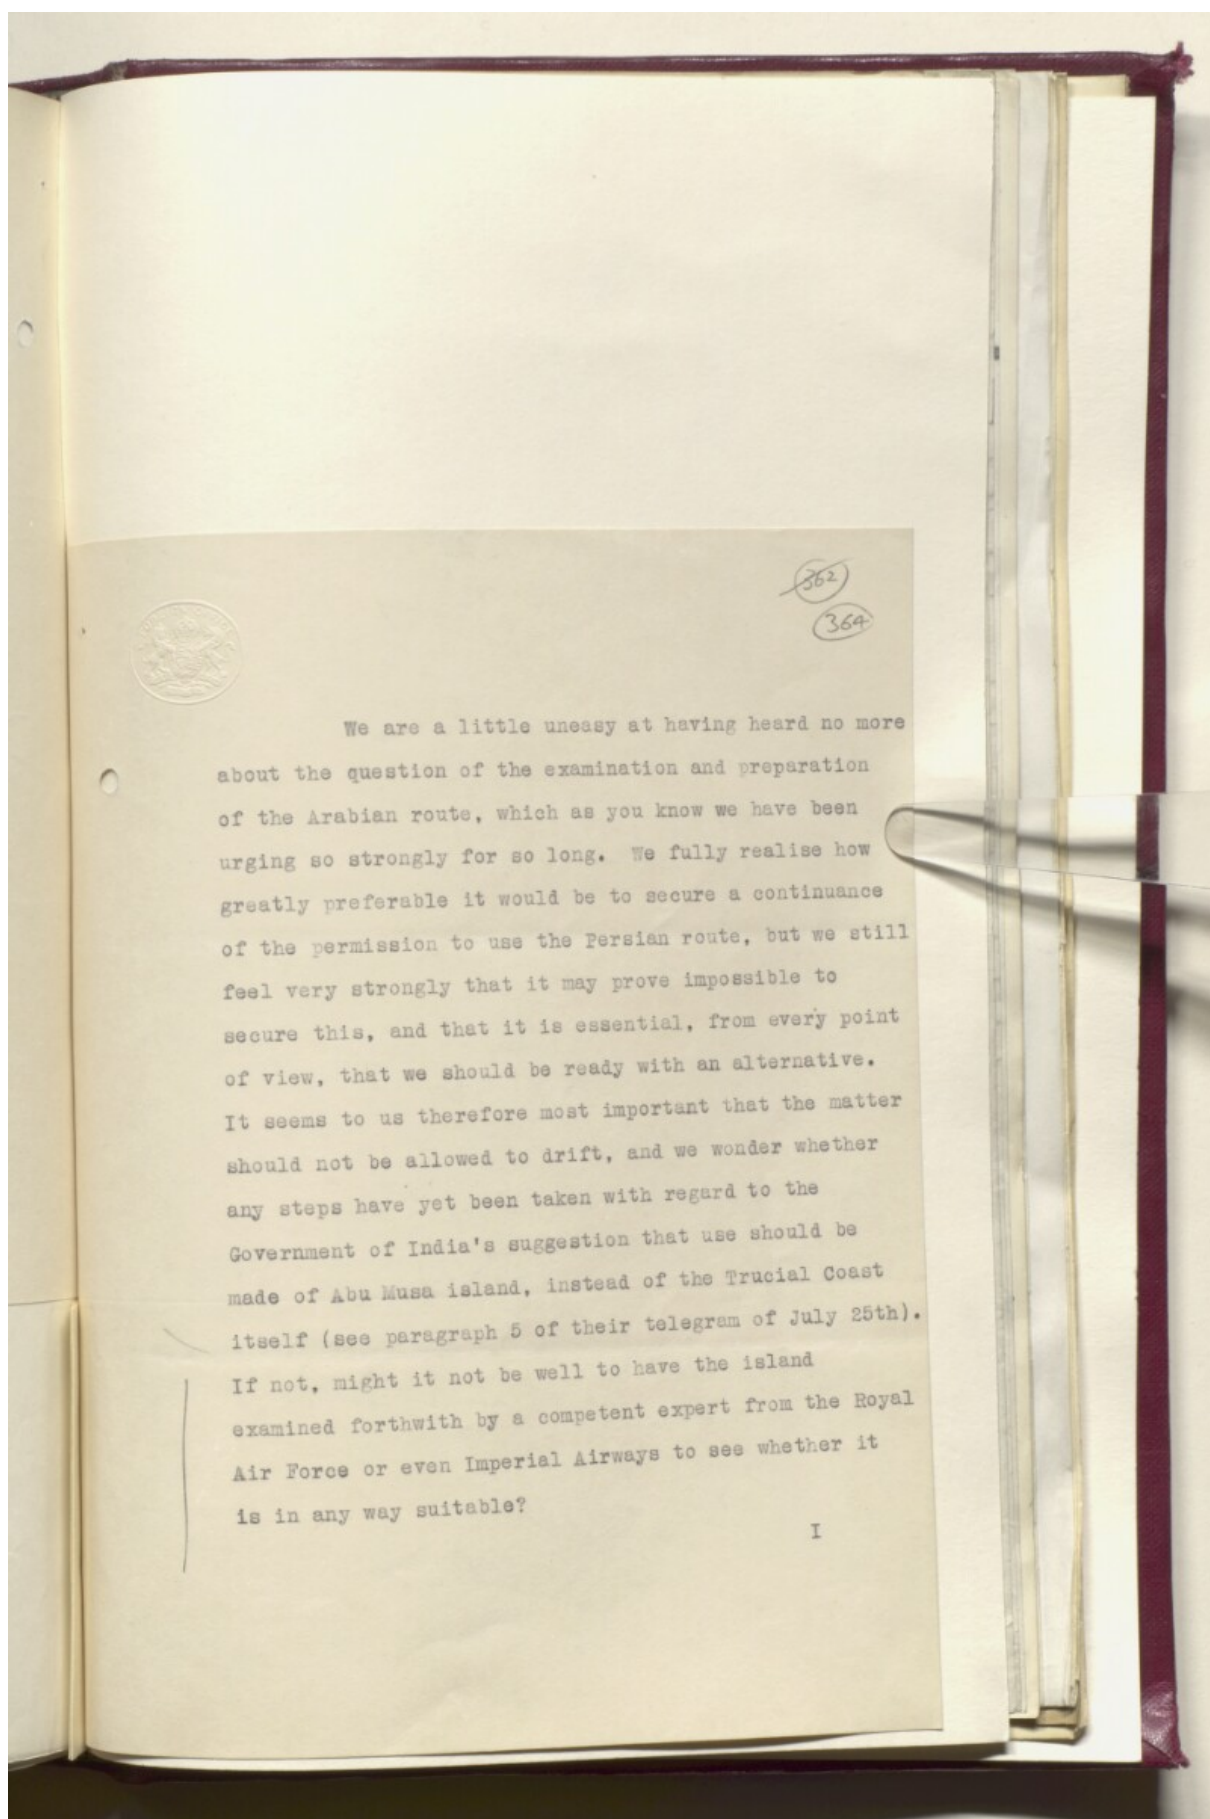 362
364
We are a little uneasy at having heard no more
about the question of the examination and preparation
of the Arabian route, which as you know we have been
urging so strongly for so long. We fully realise how
greatly preferable it would be to secure a continuance
of the permission to use the Persian route, but we still
feel very strongly that it may prove impossible to
secure this, and that it is essential, from every point
of view, that we should be ready with an alternative.
It seems to us therefore most important that the matter
should not be allowed to drift, and we wonder whether
any steps have yet been taken with regard to the
Government of India's suggestion that use should be
made of Abu Musa island, instead of the Trucial Coast
itself (see paragraph 5 of their telegram of July 25th).
If not, might it not be well to have the island
examined forthwith by a competent expert from the Royal
Air Force or even Imperial Airways to see whether it
is in any way suitable?
I